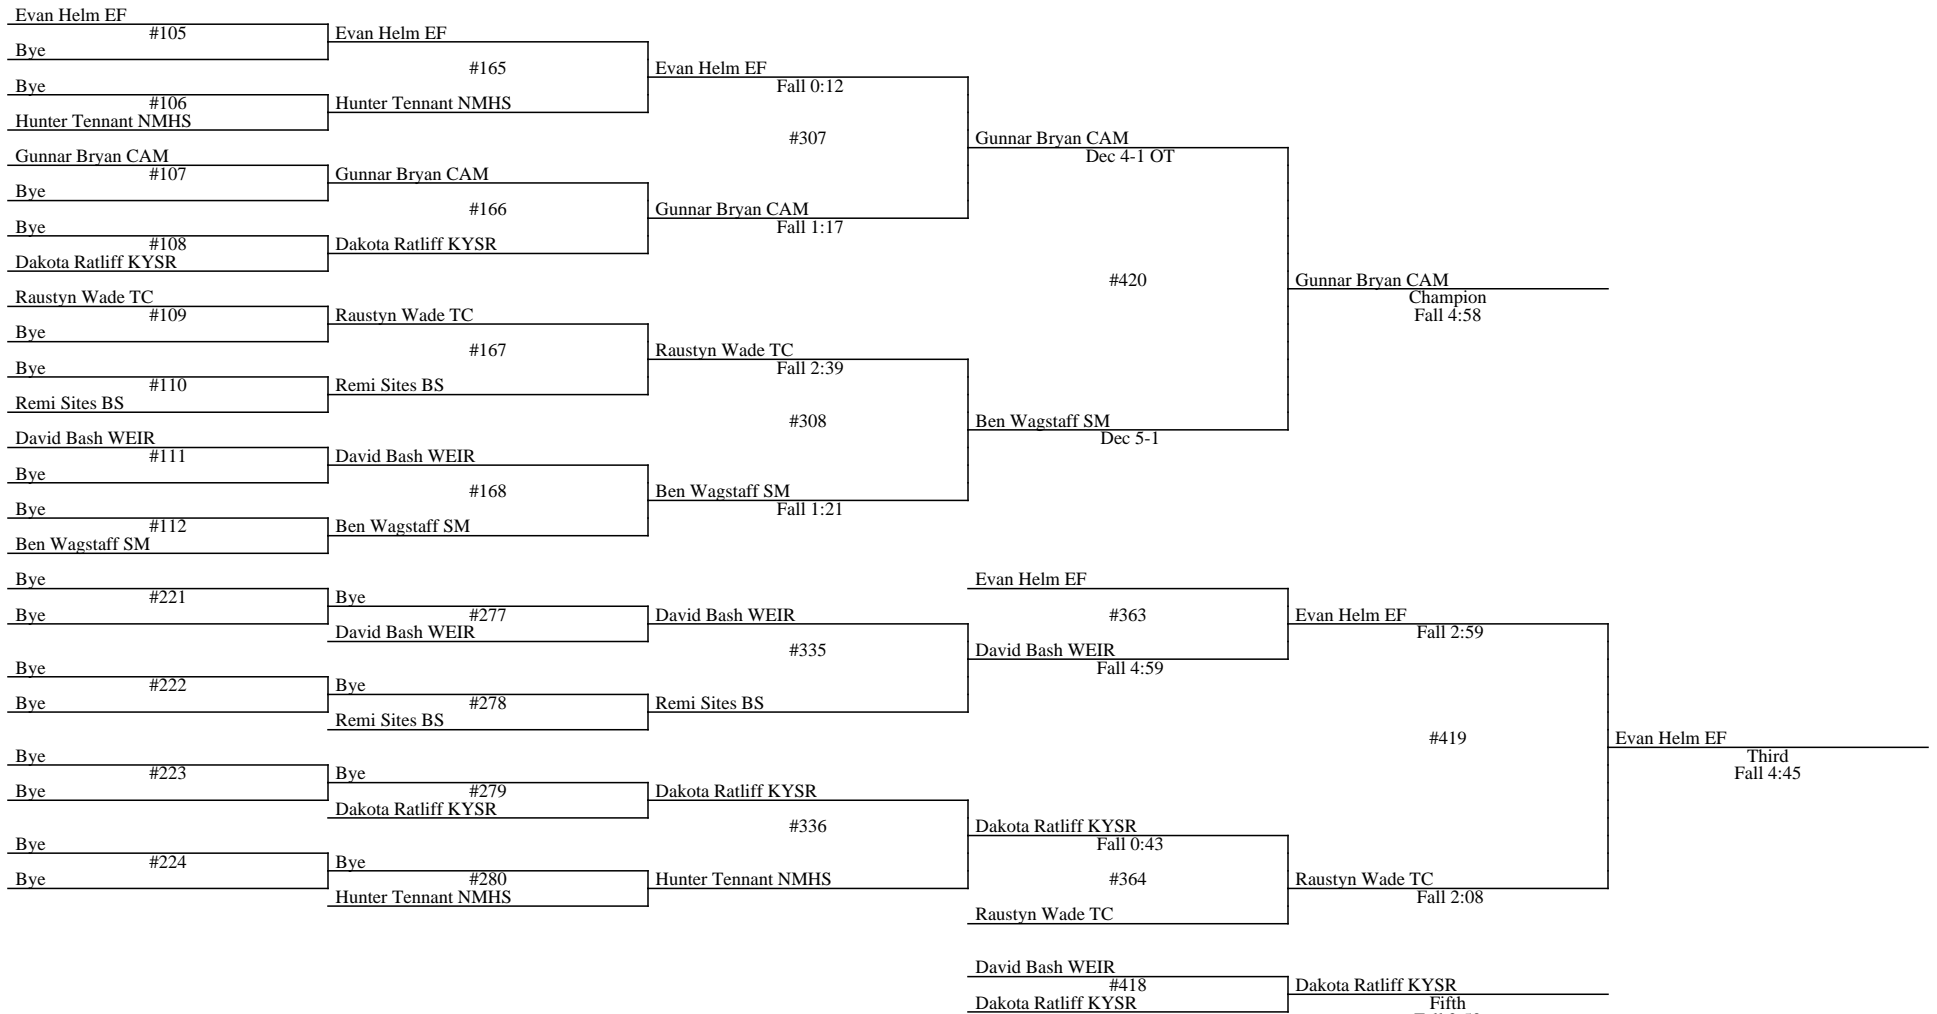 Evan Helm EF
#105
Bye
Evan Helm EF
#165
Bye
#106
Hunter Tennant NMHS
Hunter Tennant NMHS
Evan Helm EF
Fall 0:12
#307
Gunnar Bryan CAM
#107
Bye
Gunnar Bryan CAM
#166
Bye
#108
Dakota Ratliff KYSR
Dakota Ratliff KYSR
Gunnar Bryan CAM
Fall 1:17
Gunnar Bryan CAM
Dec 4-1 OT
#420
Raustyn Wade TC
#109
Bye
Raustyn Wade TC
#167
Bye
#110
Remi Sites BS
Remi Sites BS
Raustyn Wade TC
Fall 2:39
#308
David Bash WEIR
#111
Bye
David Bash WEIR
#168
Bye
#112
Ben Wagstaff SM
Ben Wagstaff SM
Ben Wagstaff SM
Fall 1:21
Ben Wagstaff SM
Dec 5-1
Gunnar Bryan CAM
Champion
Fall 4:58
Bye
#221
Bye
Bye
#277
David Bash WEIR
David Bash WEIR
#335
Bye
#222
Bye
Bye
#278
Remi Sites BS
Remi Sites BS
Evan Helm EF
#363
David Bash WEIR
Fall 4:59
Evan Helm EF
Fall 2:59
#419
Bye
#223
Bye
Bye
#279
Dakota Ratliff KYSR
Dakota Ratliff KYSR
#336
Bye
#224
Bye
Bye
#280
Hunter Tennant NMHS
Hunter Tennant NMHS
Dakota Ratliff KYSR
Fall 0:43
#364
Raustyn Wade TC
Raustyn Wade TC
Fall 2:08
Evan Helm EF
Third
Fall 4:45
David Bash WEIR
#418
Dakota Ratliff KYSR
Dakota Ratliff KYSR
Fifth